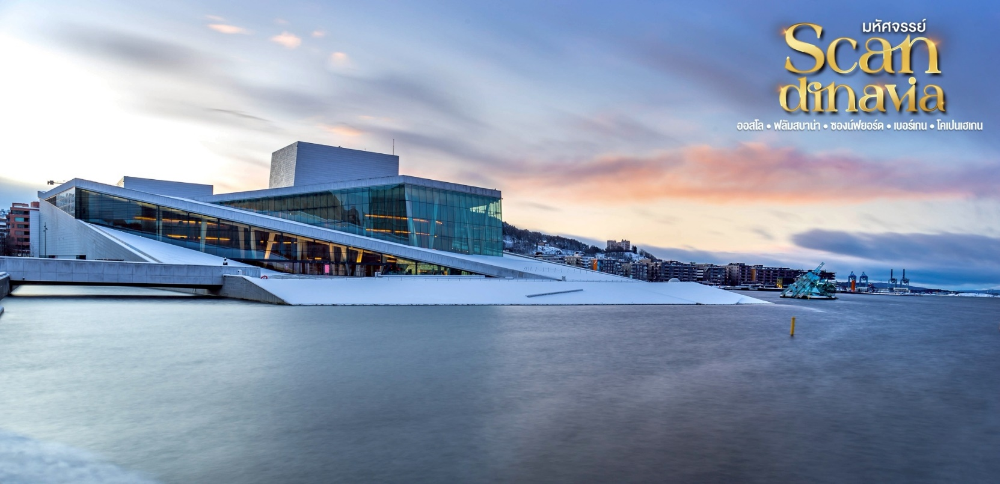 มหัศจรรย์
Scan
dinavia
ออสโล • ฟลัมสบาน่า • ซองน์ฟยอร์ด • เบอร์เกน • โคเปนเฮเกน